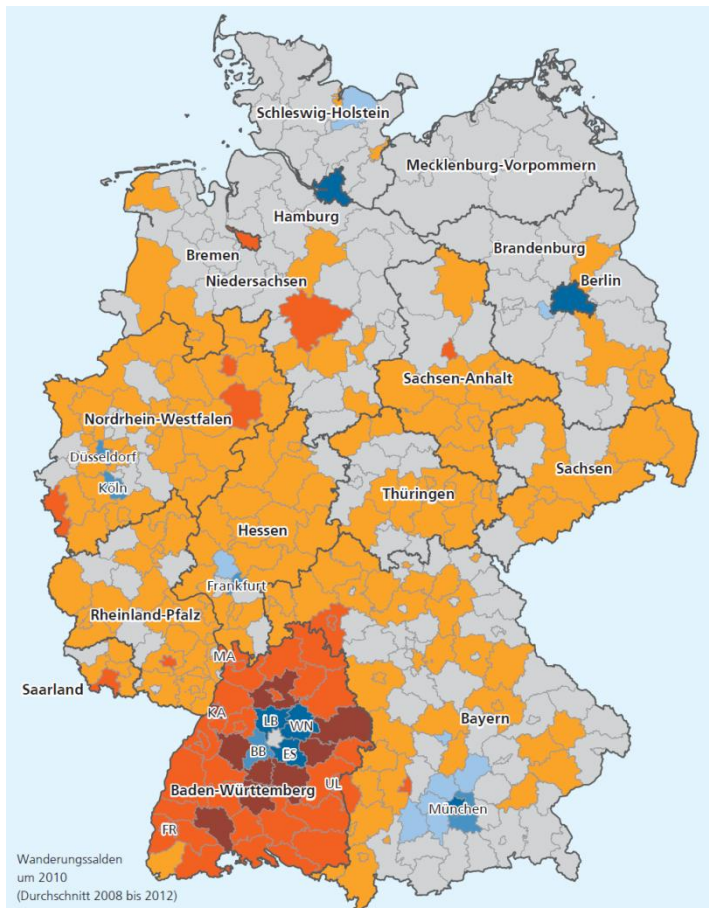 Schleswig-Holstein
Mecklenburg-Vorpommern
Hamburg
Bremen
Brandenburg
Niedersachsen
Berlin
Sachsen-Anhalt
Nordrhein-Westfalen
Düsseldorf
Sachsen
Köln
Thüringen
Hessen
Frankfurt
Rheinland-Pfalz
MA
Saarland
KA
LB
WN
Bayern
BB
ES
UL
Baden-Württemberg
München
FR
Wanderungssalden
um 2010
(Durchschnitt 2008 bis 2012)